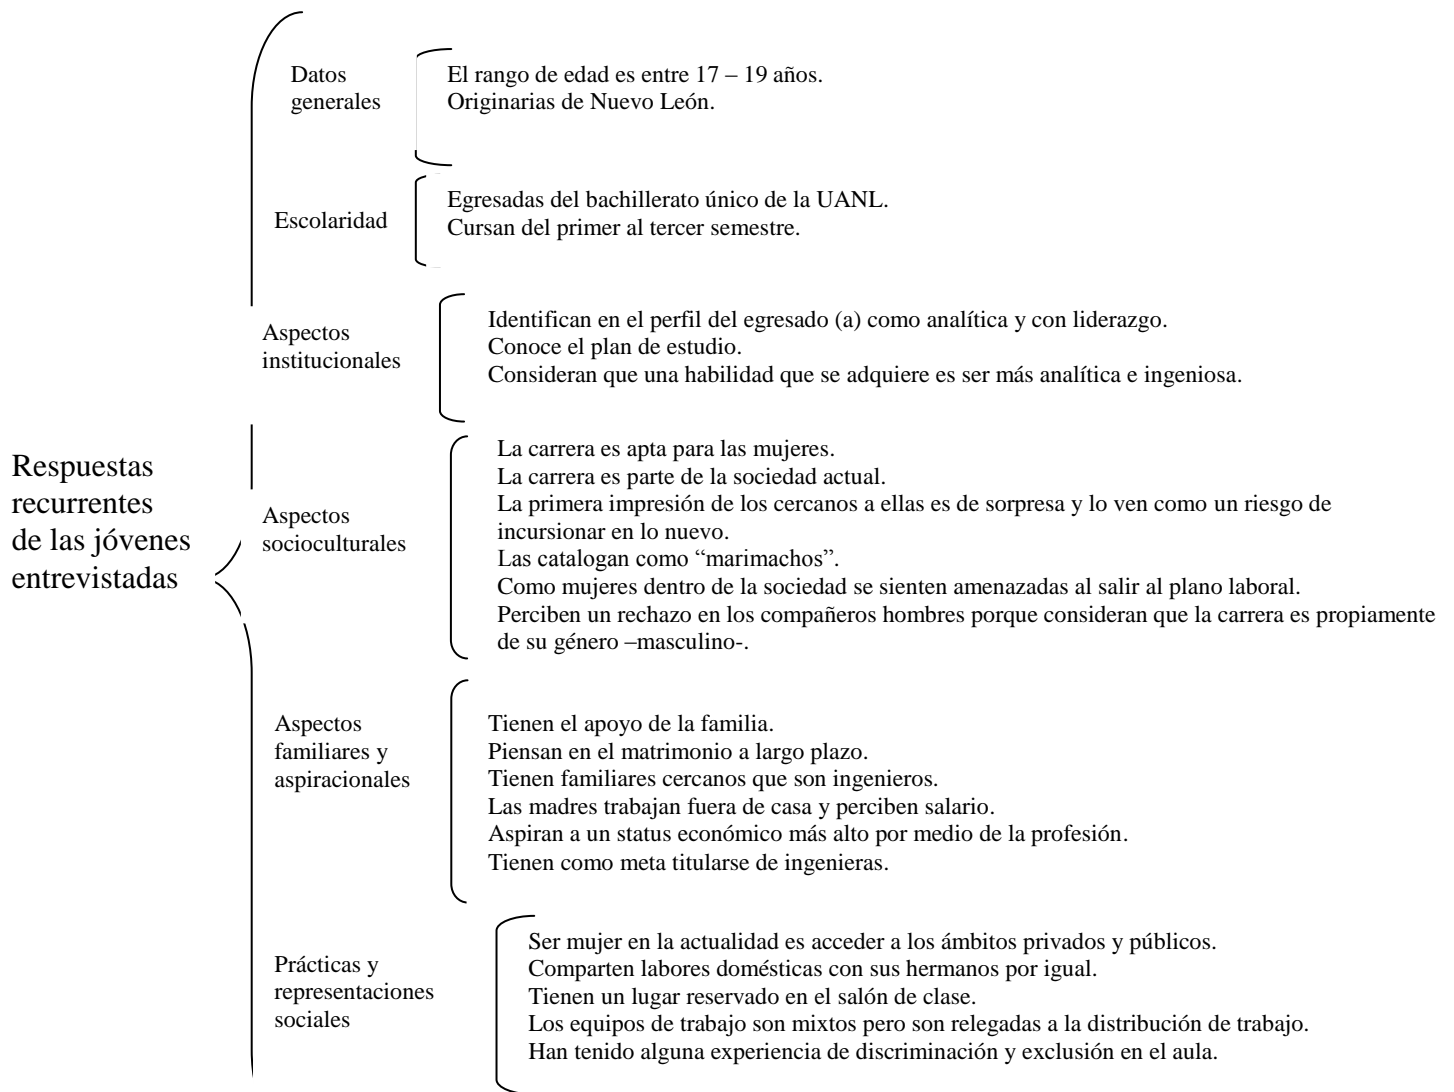 Respuestas
recurrentes
de las jóvenes
entrevistadas
Datos
generales
El rango de edad es entre 17 – 19 años.
Originarias de Nuevo León.
Escolaridad
Egresadas del bachillerato único de la UANL.
Cursan del primer al tercer semestre.
Aspectos
institucionales
Identifican en el perfil del egresado (a) como analítica y con liderazgo.
Conoce el plan de estudio.
Consideran que una habilidad que se adquiere es ser más analítica e ingeniosa.
Aspectos
socioculturales
La carrera es apta para las mujeres.
La carrera es parte de la sociedad actual.
La primera impresión de los cercanos a ellas es de sorpresa y lo ven como un riesgo de
incursionar en lo nuevo.
Las catalogan como “marimachos”.
Como mujeres dentro de la sociedad se sienten amenazadas al salir al plano laboral.
Perciben un rechazo en los compañeros hombres porque consideran que la carrera es propiamente
de su género –masculino-.
Aspectos
familiares y
aspiracionales
Tienen el apoyo de la familia.
Piensan en el matrimonio a largo plazo.
Tienen familiares cercanos que son ingenieros.
Las madres trabajan fuera de casa y perciben salario.
Aspiran a un status económico más alto por medio de la profesión.
Tienen como meta titularse de ingenieras.
Prácticas y
representaciones
sociales
Ser mujer en la actualidad es acceder a los ámbitos privados y públicos.
Comparten labores domésticas con sus hermanos por igual.
Tienen un lugar reservado en el salón de clase.
Los equipos de trabajo son mixtos pero son relegadas a la distribución de trabajo.
Han tenido alguna experiencia de discriminación y exclusión en el aula.